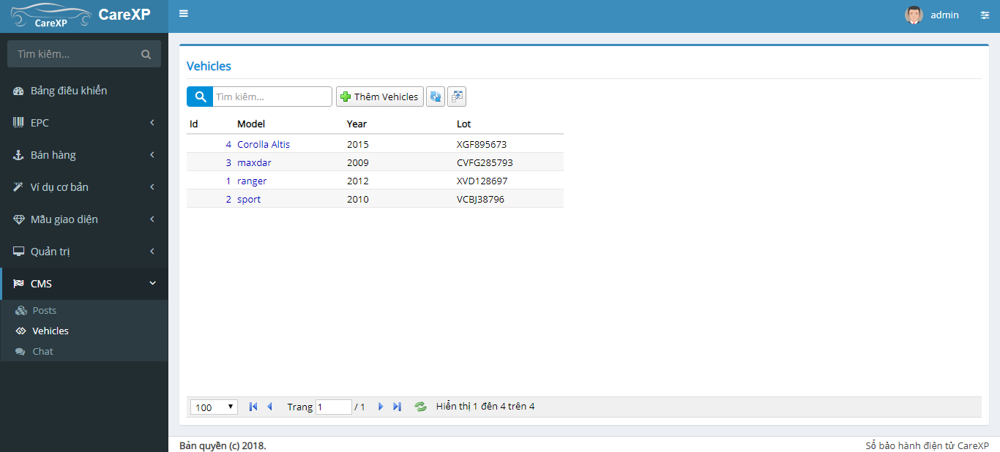 CareXP
CareXP
admin
Tìm kiếm...
Bảng điều khiển
EPC
Bán hàng
Ví dụ cơ bản
Mẫu giao diện
Quản trị
CMS
Posts
Vehicles
Chat
Vehicles
Tìm kiếm...
Thêm Vehicles
Id Model Year Lot
4 Corolla Altis 2015 XGF895673
3 maxdar 2009 CVFG285793
1 ranger 2012 XVD128697
2 sport 2010 VCBJ38796
100 Trang 1 / 1 Hiển thị 1 đến 4 trên 4
Bản quyền (c) 2018. Sổ bảo hành điện tử CareXP